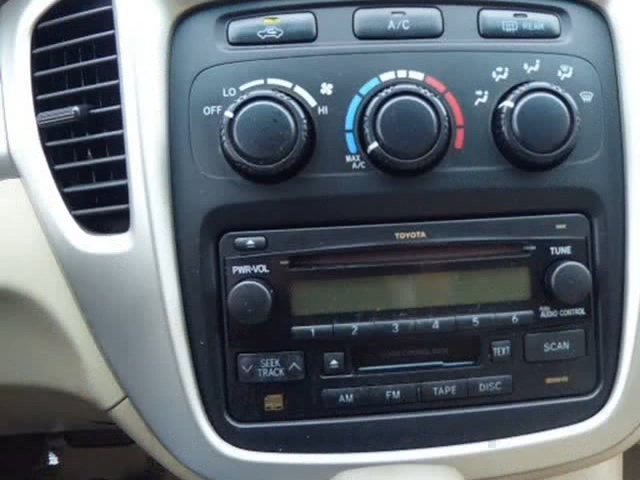 A/C
REAR
LO
OFF
HI
MAX
A/C
TOYOTA
PWR·VOL
TUNE
1 2 3 4 5 6
AUDIO CONTROL
SEEK
TRACK
TEXT
SCAN
AM
FM
TAPE
DISC